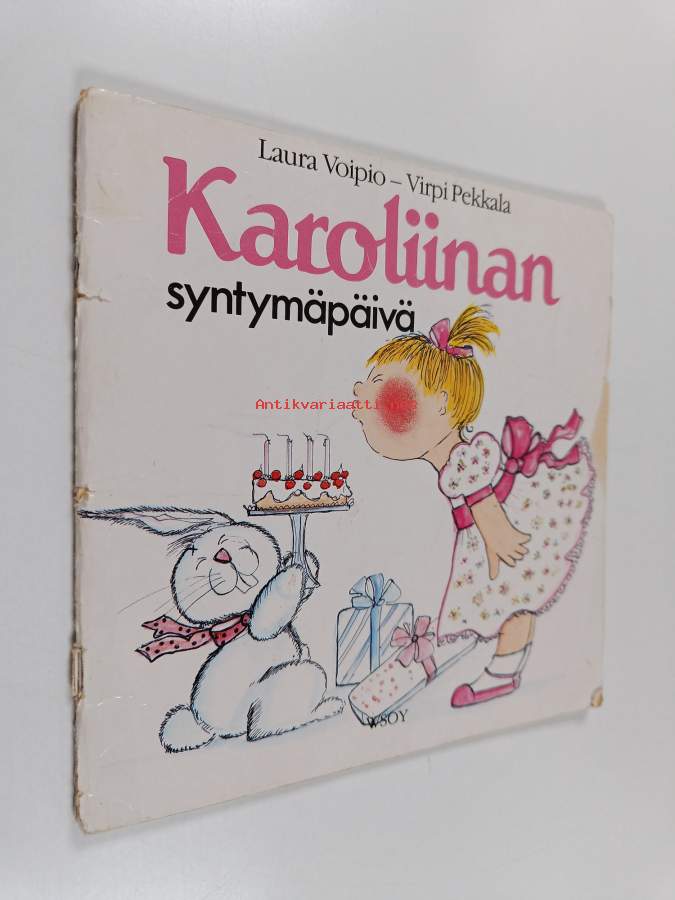 Laura Voipio – Virpi Pekkala
Karoliinan
syntymäpäivä
Antikvariaatti.net
WSOY